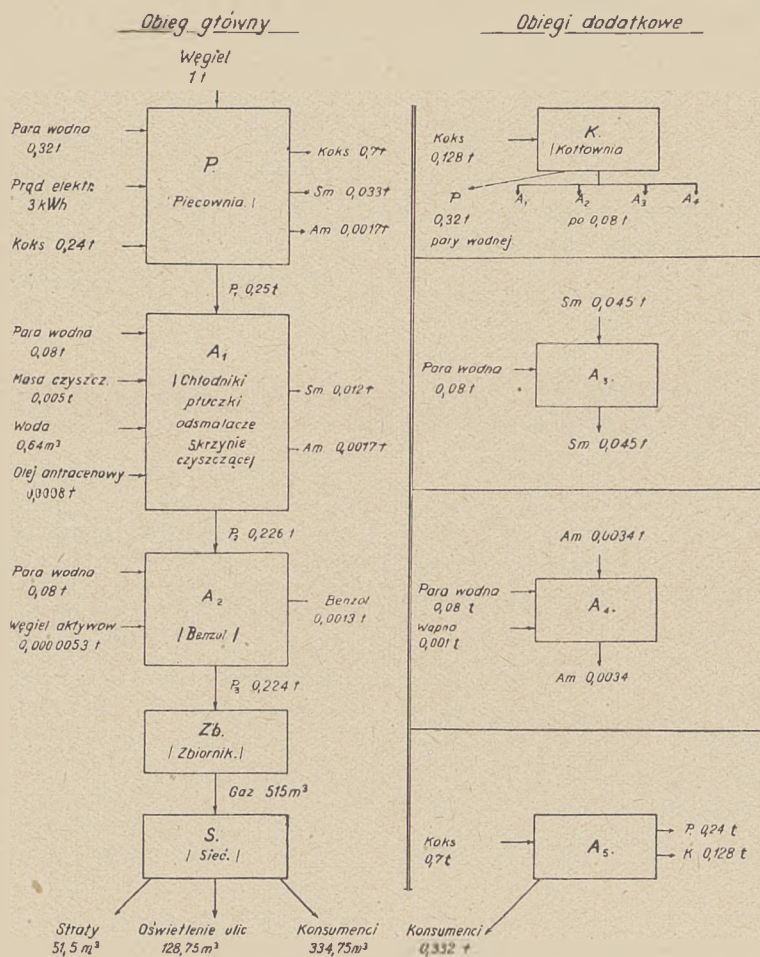 Obieg główny
Węgiel
1 t
Para wodna
0,32 t
Prąd elektr.
3 kWh
Koks 0,24 t
P.
| Piecownia. |
Koks 0,7 t
Sm 0,033 t
Am 0,0017 t
P₁ 0,25 t
Para wodna
0,08 t
Masa czyszcz.
0,005 t
Woda
0,64 m³
Olej antracenowy
0,0008 t
A₁
| Chłodniki
płuczki
odsmalacze
Skrzynie
czyszczącej
Sm 0,012 t
Am 0,0017 t
P₂ 0,226 t
Para wodna
0,08 t
Węgiel aktywow
0,0000053 t
A₂
| Benzol |
Benzol
0,0013 t
P₃ 0,224 t
Zb.
| Zbiornik. |
Gaz 515 m³
S.
| Sieć. |
Straty
51,5 m³
Oświetlenie ulic
128,75 m³
Konsumenci
334,75 m³
Obiegi dodatkowe
Koks
0,128 t
K.
| Kotłownia
P
0,32 t
pary wodnej
A₁ A₂ A₃ A₄
po 0,08 t
Sm 0,045 t
Para wodna
0,08 t
A₃.
Sm 0,045 t
Am 0,0034 t
Para wodna
0,08 t
Wapno
0,001 t
A₄.
Am 0,0034
Koks
0,7 t
A₅.
P. 0,24 t
K 0,128 t
Konsumenci
0,332 t